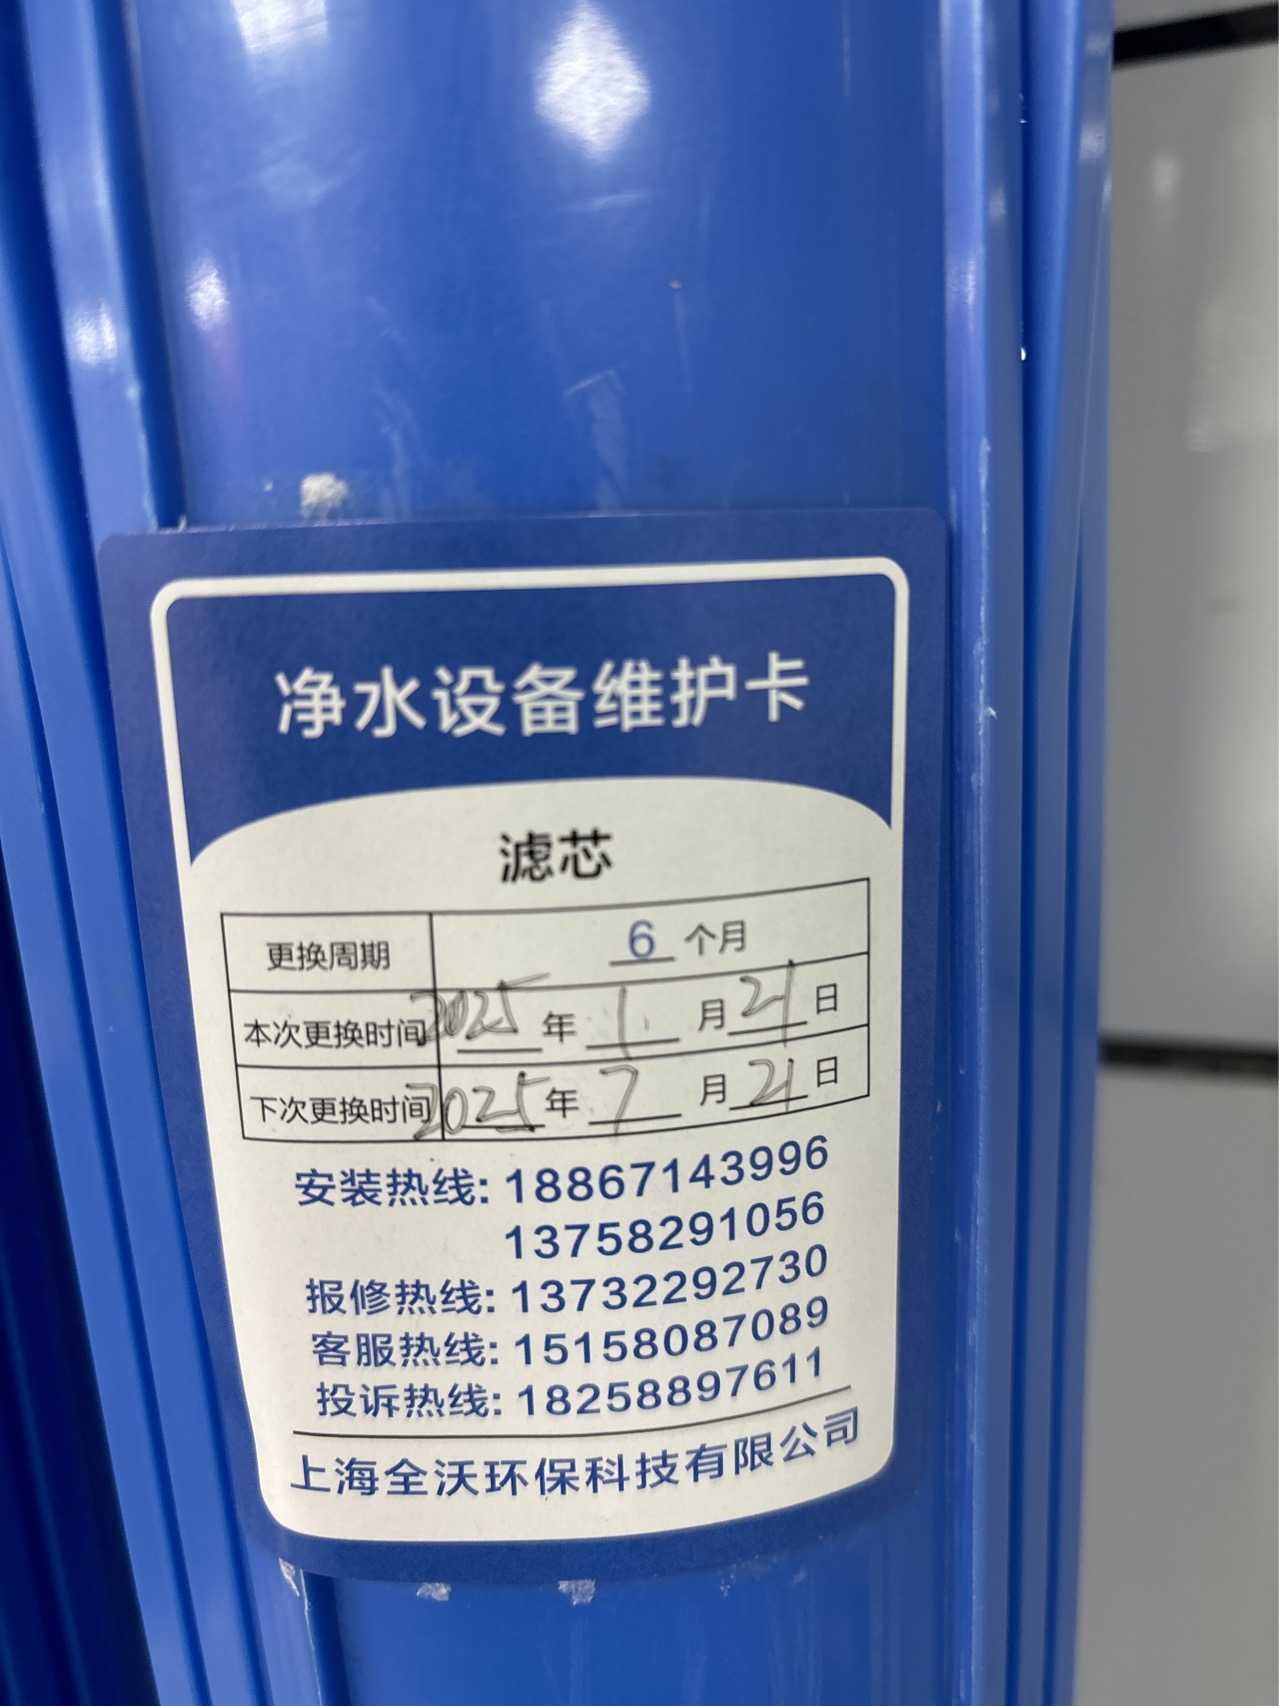 净水设备维护卡
滤芯
更换周期 6 个月
本次更换时间 2025 年 1 月 21 日
下次更换时间 2025 年 7 月 21 日
安装热线: 18867143996
13758291056
报修热线: 13732292730
客服热线: 15158087089
投诉热线: 18258897611
上海全沃环保科技有限公司